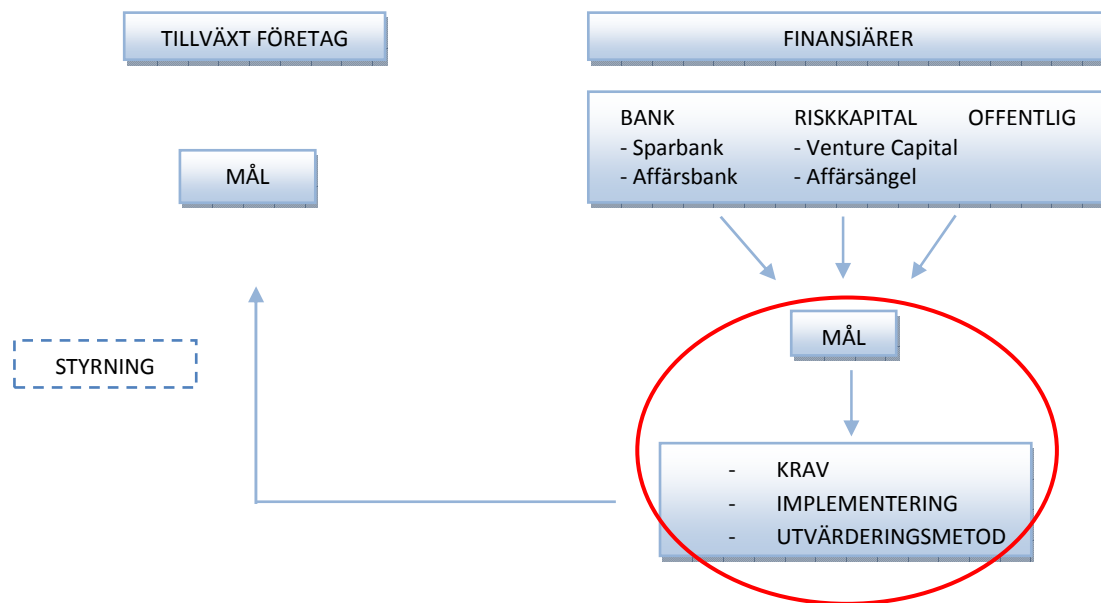 TILLVÄXT FÖRETAG
FINANSIÄRER
BANK RISKKAPITAL OFFENTLIG
- Sparbank - Venture Capital
- Affärsbank - Affärsängel
MÅL
MÅL
STYRNING
- KRAV
- IMPLEMENTERING
- UTVÄRDERINGSMETOD